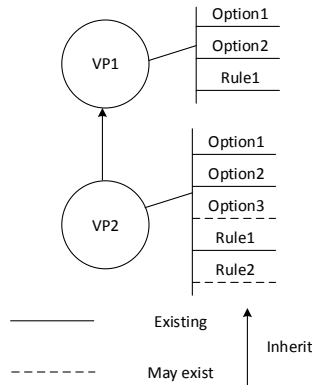 VP1
Option1
Option2
Rule1
VP2
Option1
Option2
Option3
Rule1
Rule2
Existing
May exist
Inherit